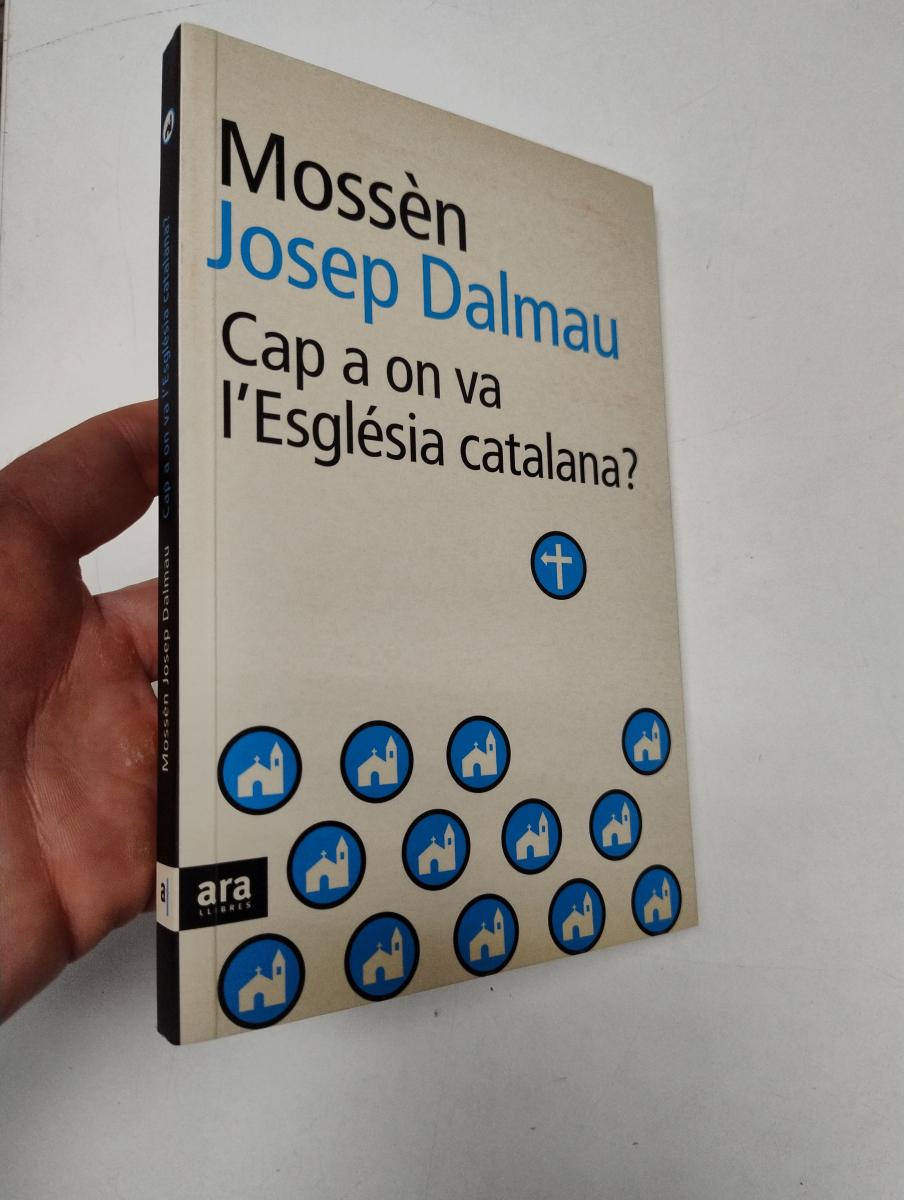 Mossèn
Josep Dalmau
Cap a on va
l'Església catalana?
ara
LLIBRES
Mossèn Josep Dalmau Cap a on va l'Església catalana?
a